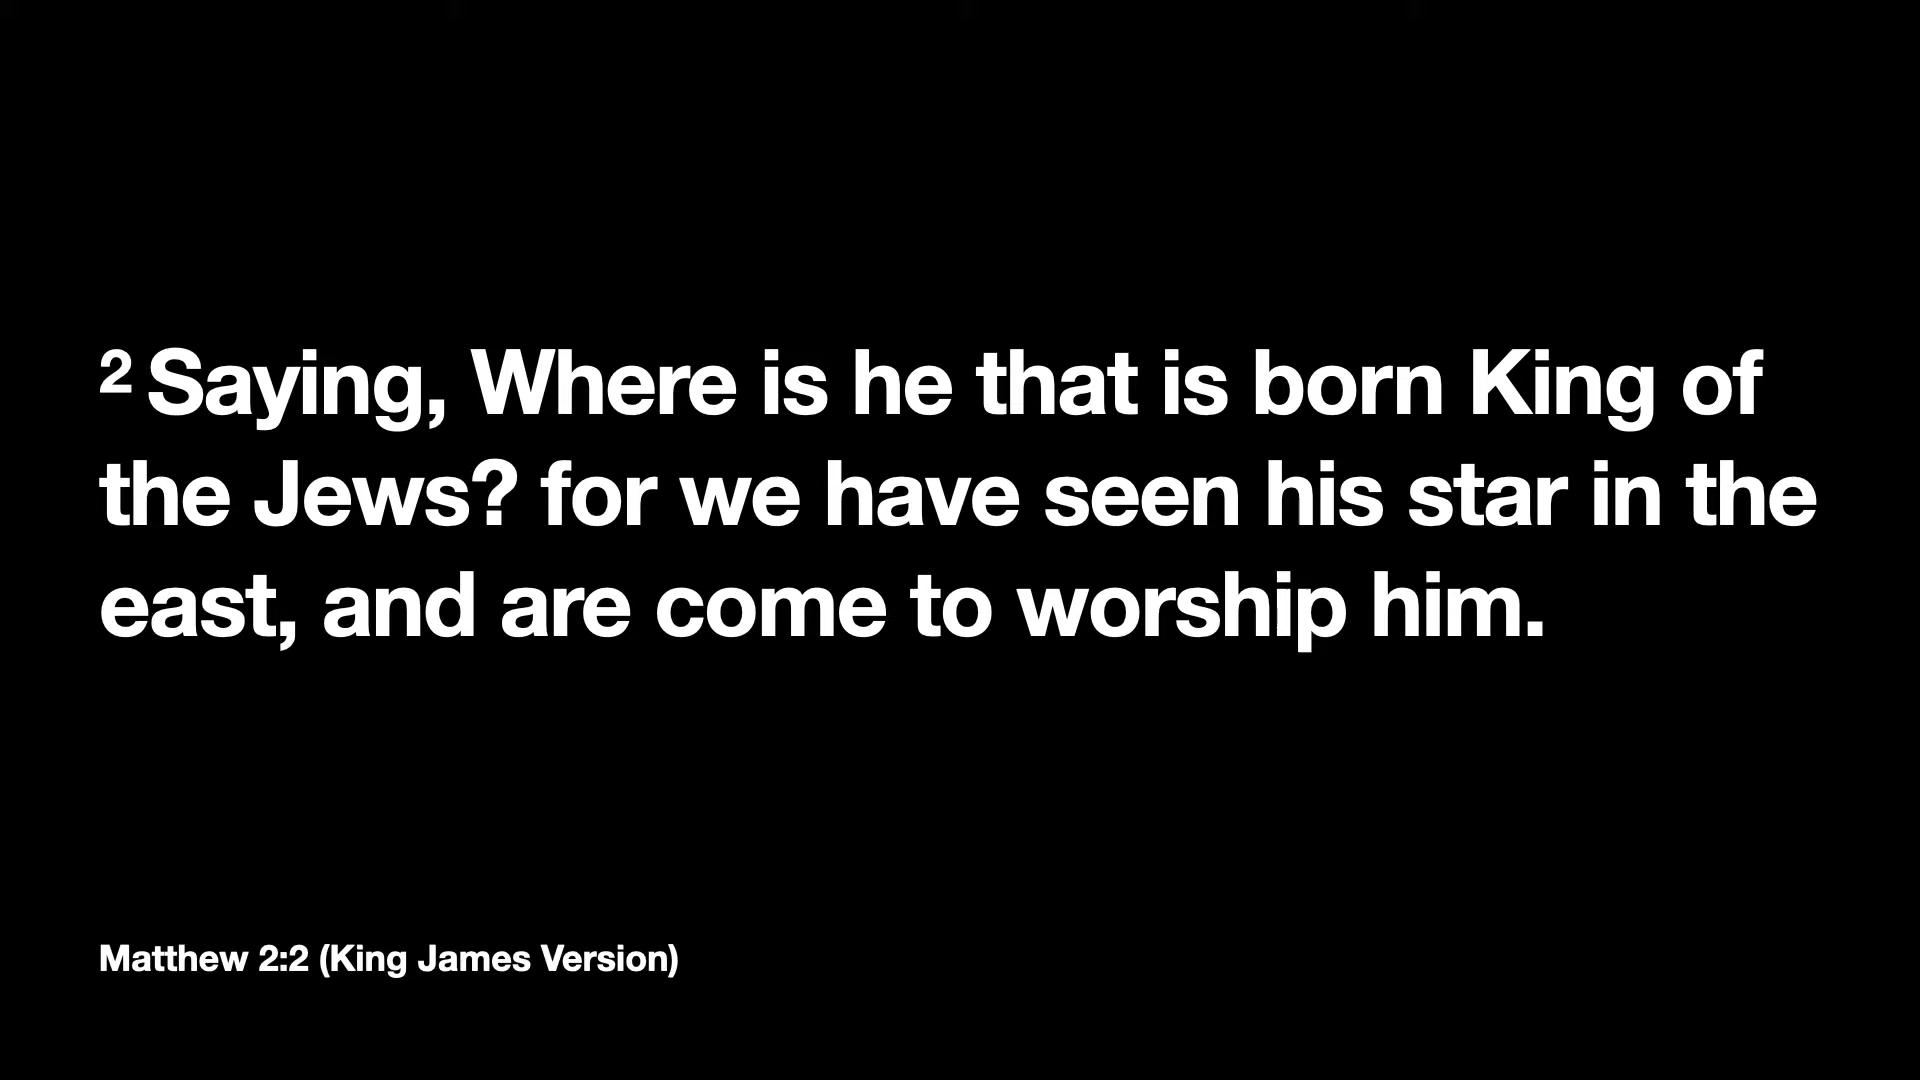 2 Saying, Where is he that is born King of
the Jews? for we have seen his star in the
east, and are come to worship him.
Matthew 2:2 (King James Version)